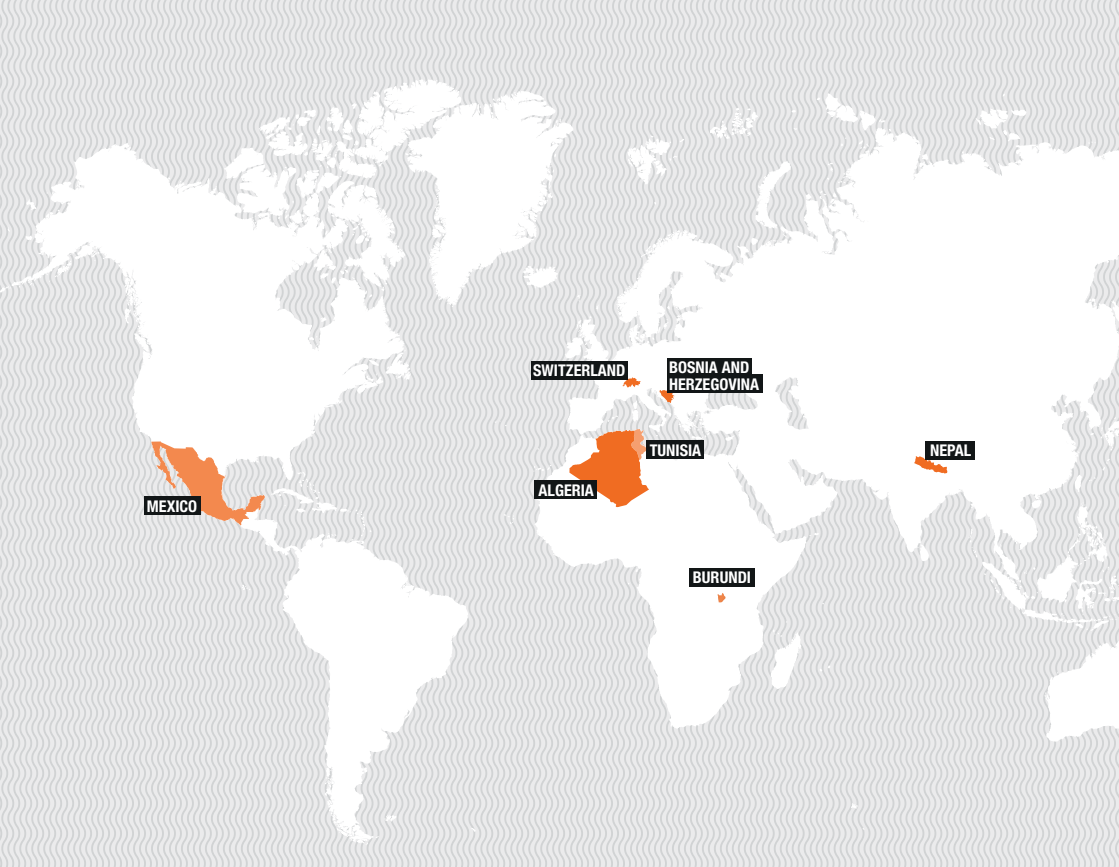 SWITZERLAND
BOSNIA AND
HERZEGOVINA
TUNISIA
NEPAL
ALGERIA
MEXICO
BURUNDI